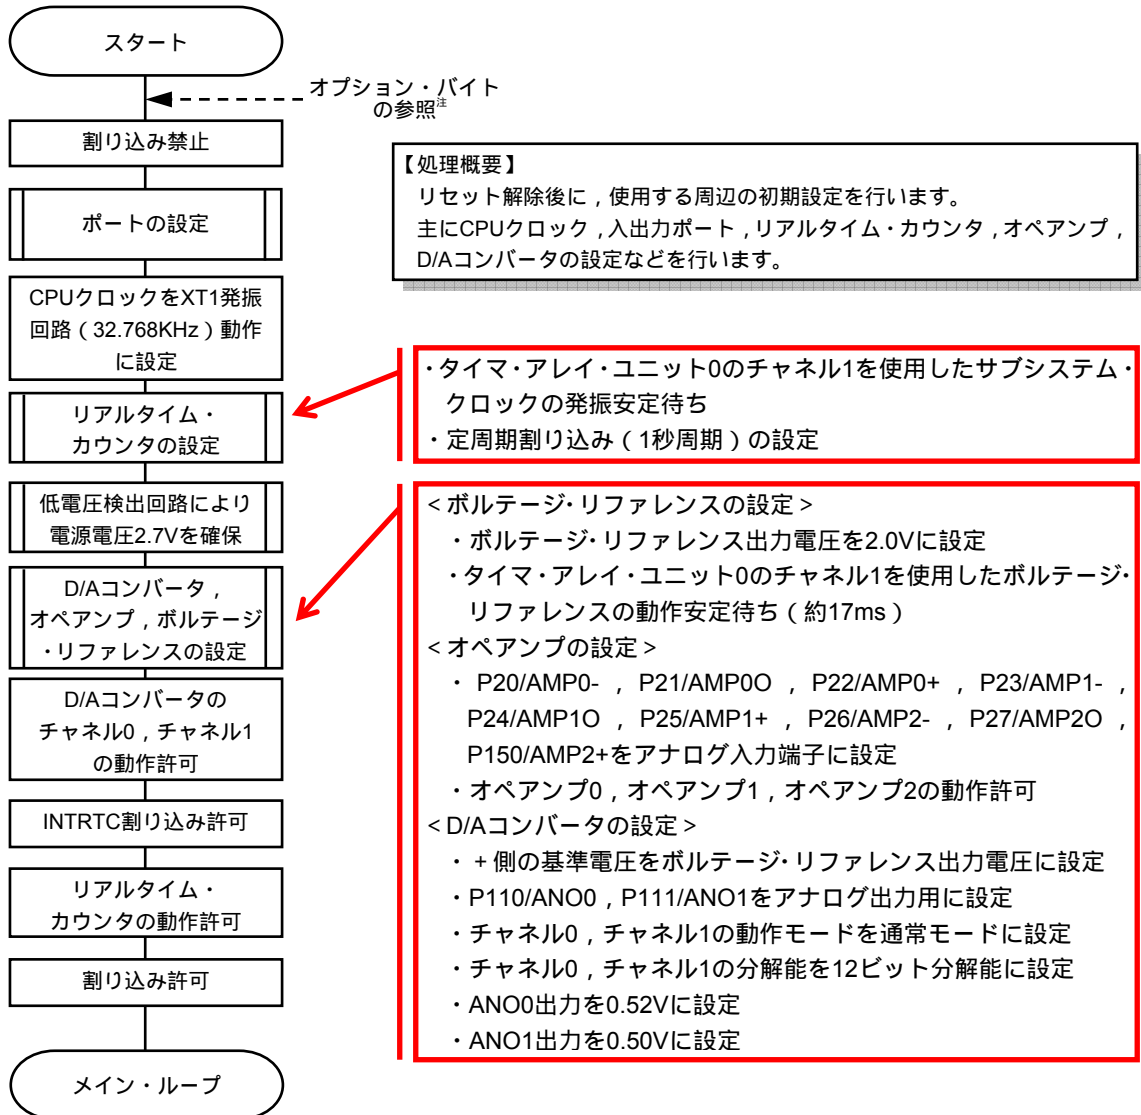 スタート
オプション・バイト
の参照注
割り込み禁止
ポートの設定
CPUクロックをXT1発振
回路（32.768KHz）動作
に設定
リアルタイム・
カウンタの設定
低電圧検出回路により
電源電圧2.7Vを確保
D/Aコンバータ，
オペアンプ，ボルテージ
・リファレンスの設定
D/Aコンバータの
チャネル0，チャネル1
の動作許可
INTRTC割り込み許可
リアルタイム・
カウンタの動作許可
割り込み許可
メイン・ループ
【処理概要】
リセット解除後に，使用する周辺の初期設定を行います。
主にCPUクロック，入出力ポート，リアルタイム・カウンタ，オペアンプ，
D/Aコンバータの設定などを行います。
・タイマ・アレイ・ユニット0のチャネル1を使用したサブシステム・
クロックの発振安定待ち
・定周期割り込み（1秒周期）の設定
＜ボルテージ・リファレンスの設定＞
・ボルテージ・リファレンス出力電圧を2.0Vに設定
・タイマ・アレイ・ユニット0のチャネル1を使用したボルテージ・
リファレンスの動作安定待ち（約17ms）
＜オペアンプの設定＞
・P20/AMP0-，P21/AMP0O，P22/AMP0+，P23/AMP1-，
P24/AMP1O，P25/AMP1+，P26/AMP2-，P27/AMP2O，
P150/AMP2+をアナログ入力端子に設定
・オペアンプ0，オペアンプ1，オペアンプ2の動作許可
＜D/Aコンバータの設定＞
・＋側の基準電圧をボルテージ・リファレンス出力電圧に設定
・P110/ANO0，P111/ANO1をアナログ出力用に設定
・チャネル0，チャネル1の動作モードを通常モードに設定
・チャネル0，チャネル1の分解能を12ビット分解能に設定
・ANO0出力を0.52Vに設定
・ANO1出力を0.50Vに設定